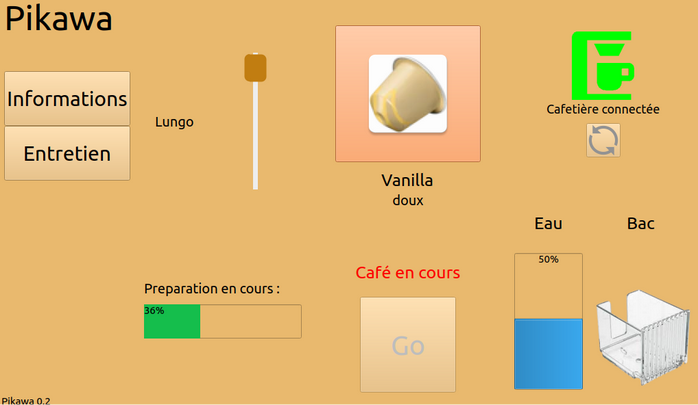 Pikawa
Informations
Entretien
Lungo
Vanilla
doux
Cafetière connectée
Eau
Bac
50%
Café en cours
Preparation en cours :
36%
Go
Pikawa 0.2